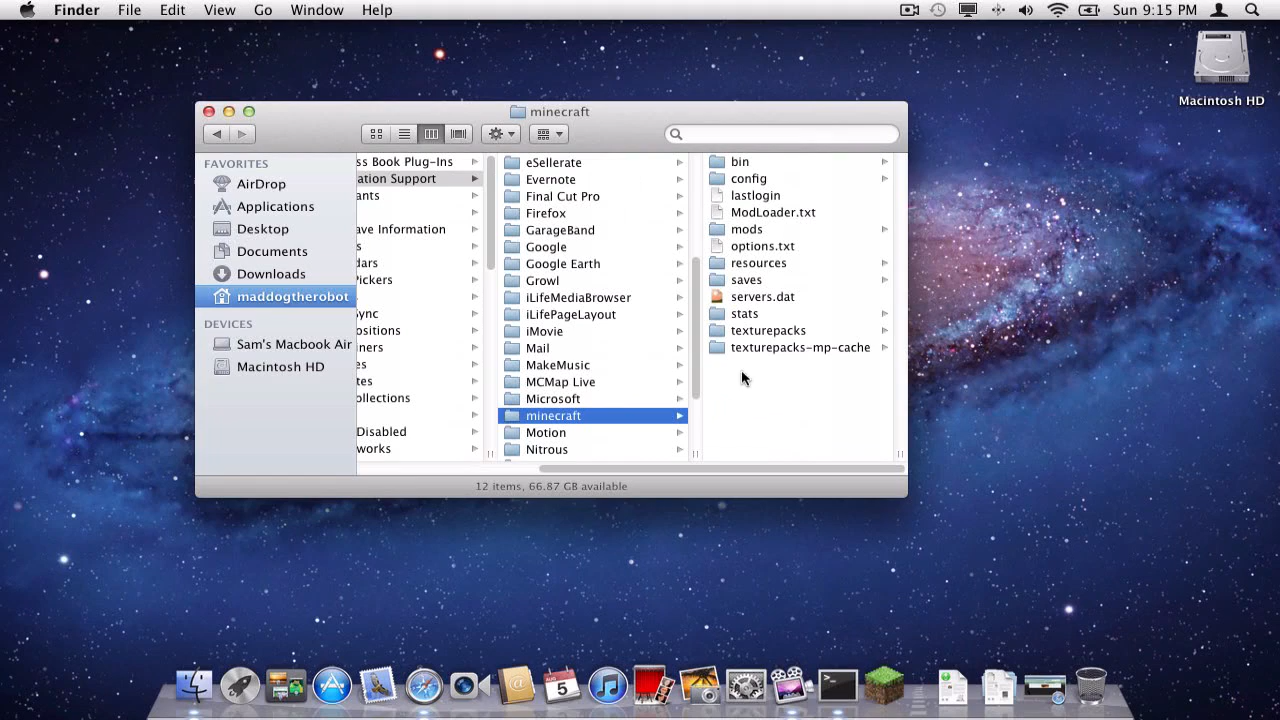 Finder File Edit View Go Window Help Sun 9:15 PM
Macintosh HD
minecraft
FAVORITES
AirDrop
Applications
Desktop
Documents
Downloads
maddogtherobot
DEVICES
Sam's Macbook Air
Macintosh HD
ss Book Plug-Ins
ation Support
ants
ave Information
s
dars
Pickers
ync
ositions
iners
es
tes
ollections
Disabled
works
eSellerate
Evernote
Final Cut Pro
Firefox
GarageBand
Google
Google Earth
Growl
iLifeMediaBrowser
iLifePageLayout
iMovie
Mail
MakeMusic
MCMap Live
Microsoft
minecraft
Motion
Nitrous
bin
config
lastlogin
ModLoader.txt
mods
options.txt
resources
saves
servers.dat
stats
texturepacks
texturepacks-mp-cache
12 items, 66.87 GB available
AUG
5